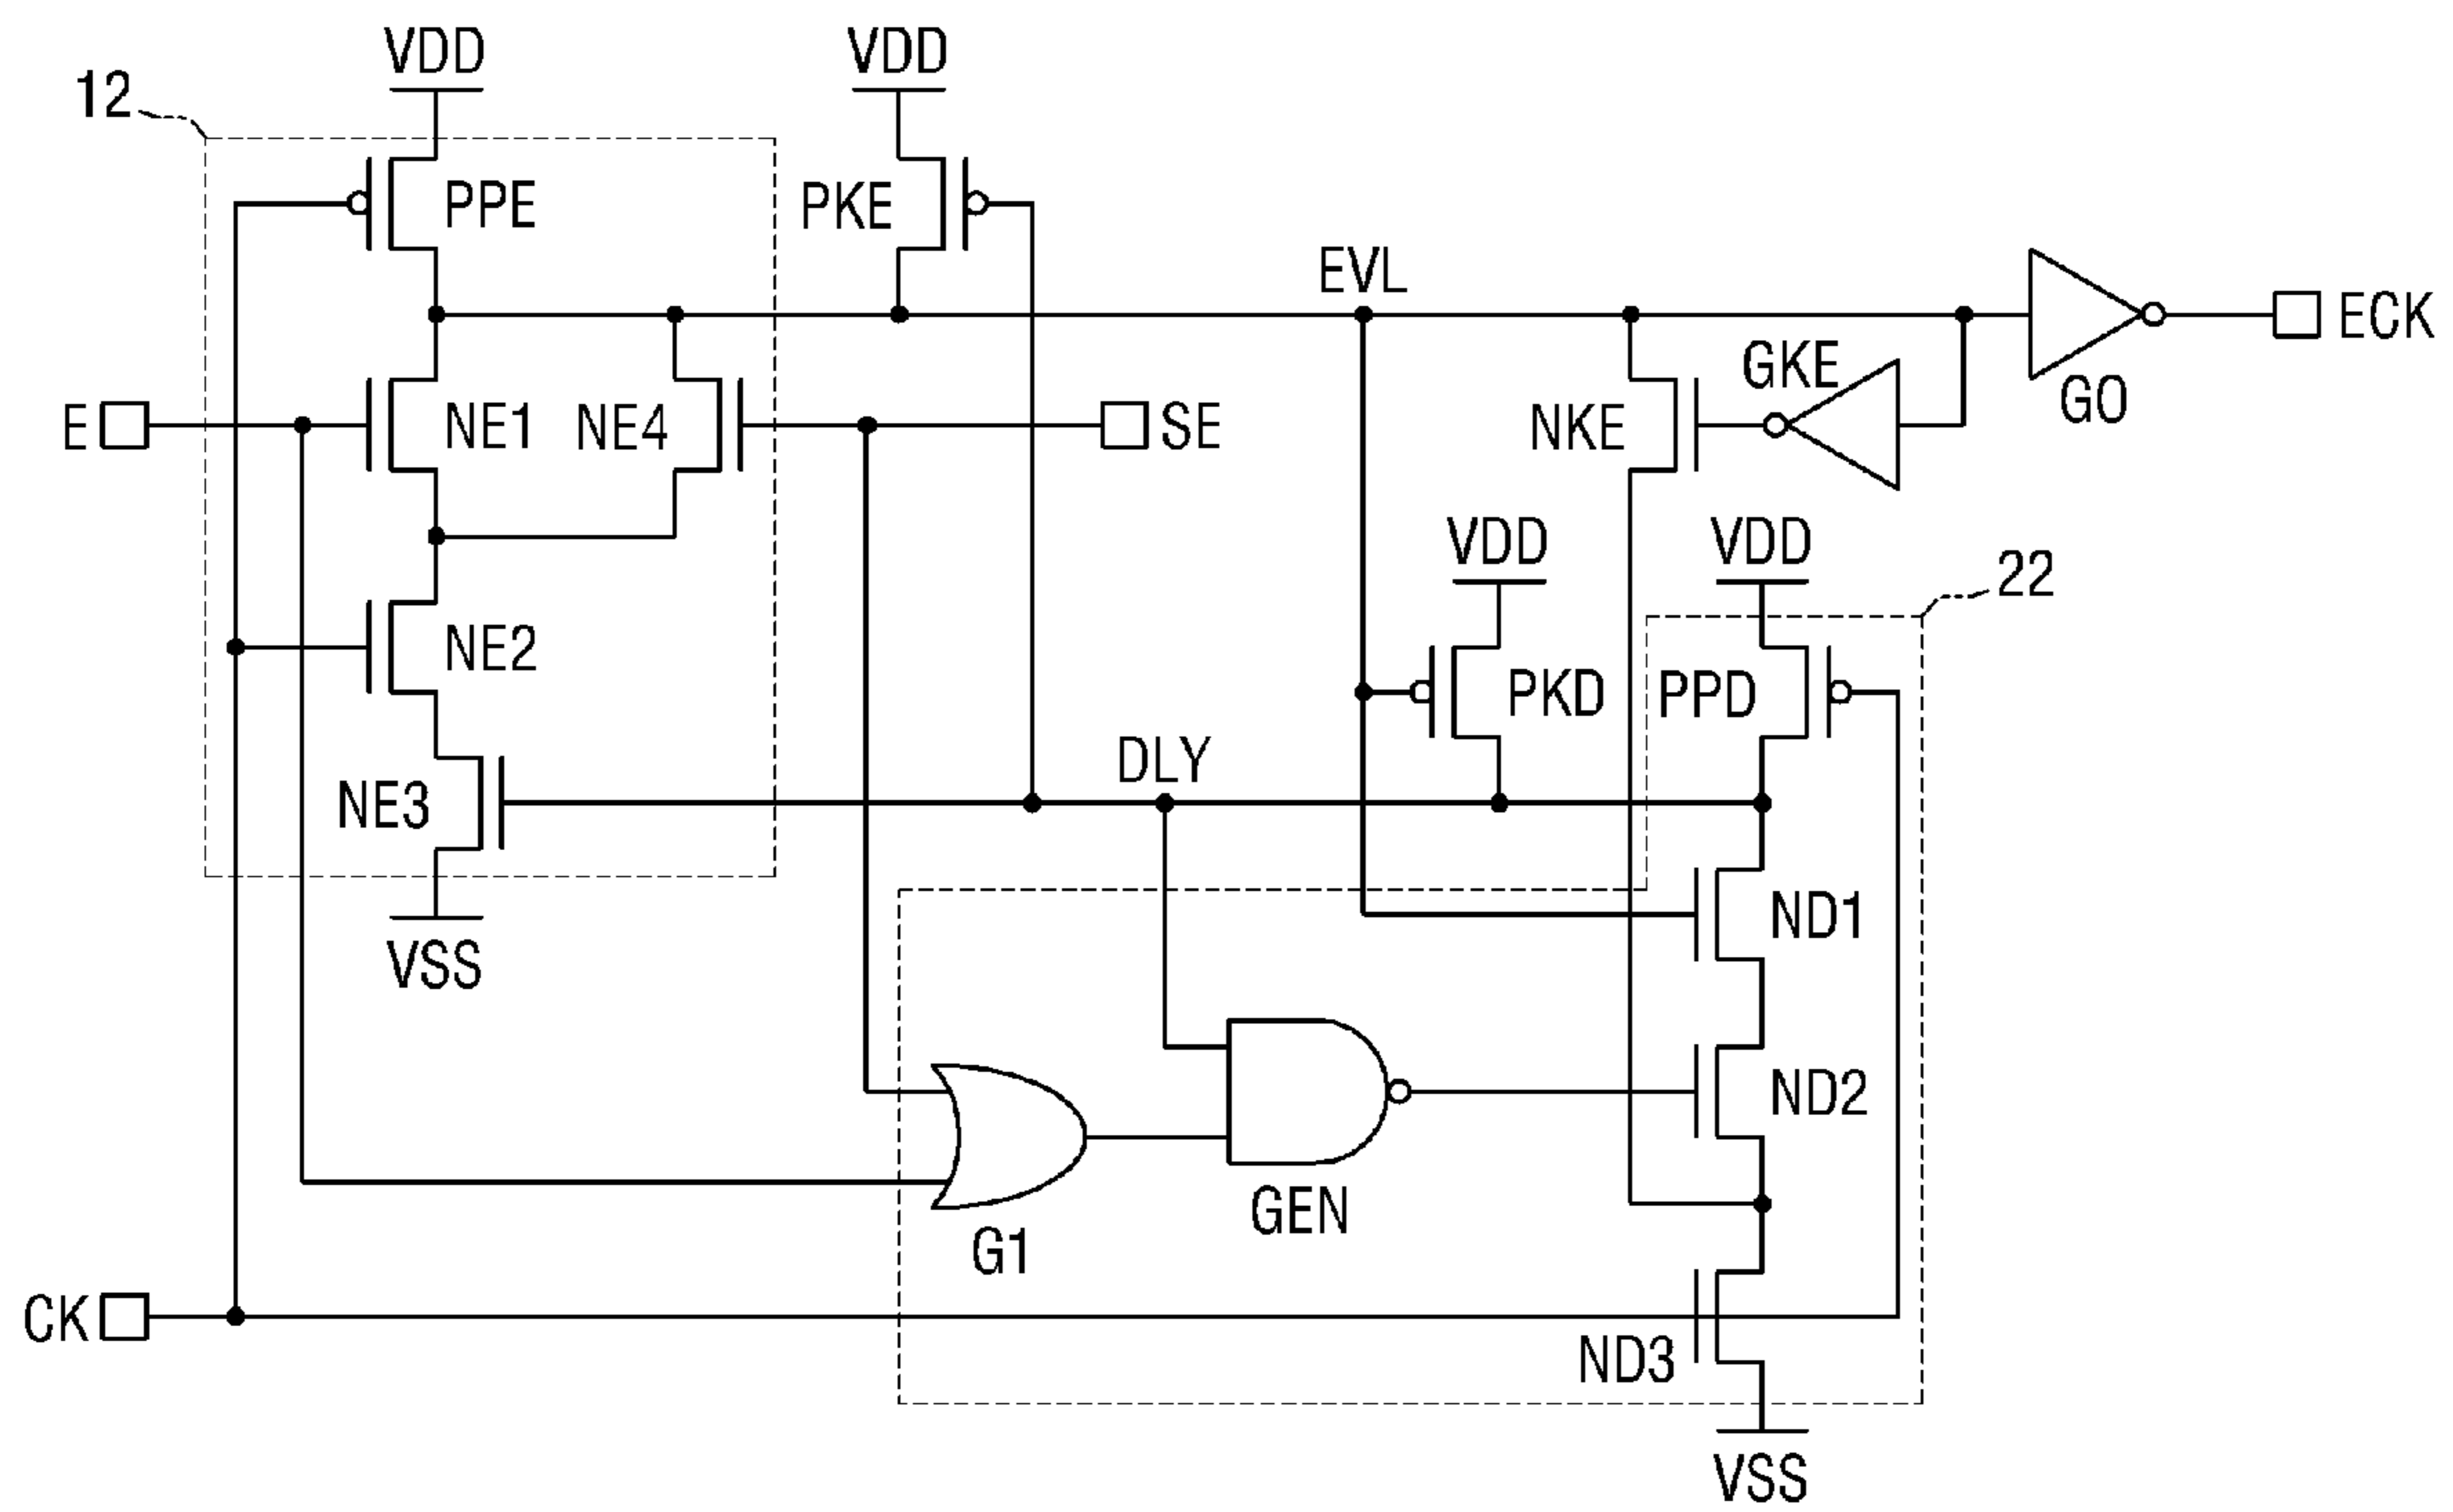 VDD
VDD
12
PPE
PKE
EVL
ECK
GKE
GO
E
NE1
NE4
SE
NKE
VDD
VDD
22
NE2
PKD
PPD
DLY
NE3
ND1
VSS
ND2
GEN
G1
CK
ND3
VSS